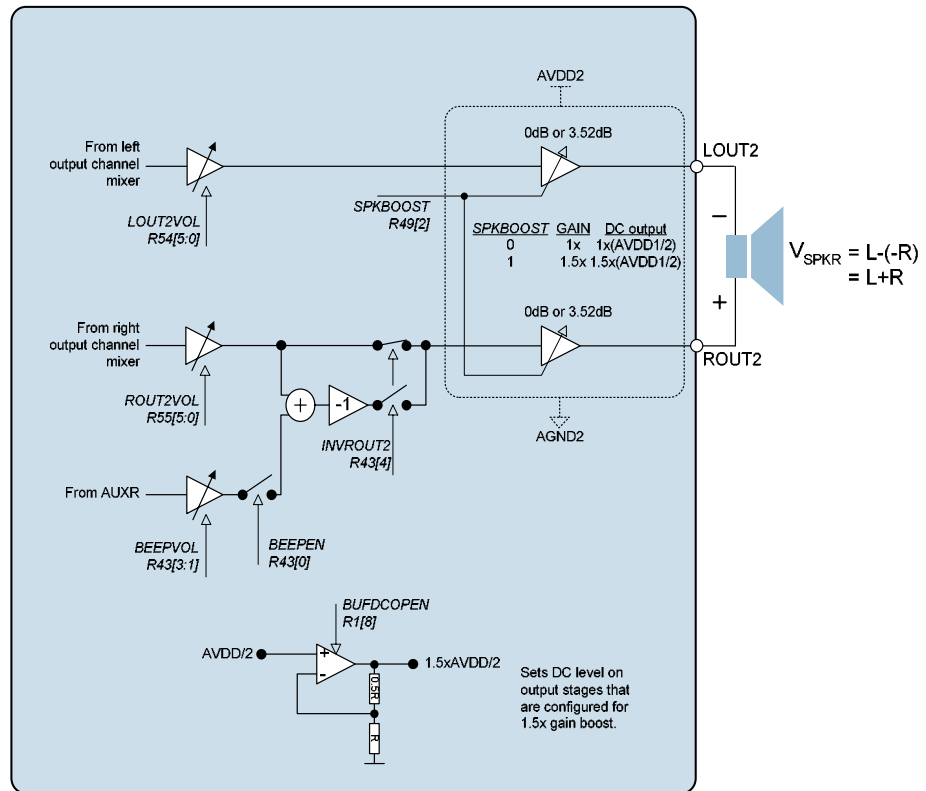 AVDD2
0dB or 3.52dB
From left
output channel
mixer
LOUT2
LOUT2VOL
R54[5:0]
SPKBOOST
R49[2]
SPKBOOST GAIN DC output
0 1x 1x(AVDD1/2)
1 1.5x 1.5x(AVDD1/2)
−
VSPKR = L-(-R)
= L+R
+
0dB or 3.52dB
From right
output channel
mixer
ROUT2
ROUT2VOL
R55[5:0]
+
-1
INVROUT2
R43[4]
AGND2
From AUXR
BEEPVOL
R43[3:1]
BEEPEN
R43[0]
BUFDCOPEN
R1[8]
AVDD/2
+
-
1.5xAVDD/2
0.5R
R
Sets DC level on
output stages that
are configured for
1.5x gain boost.